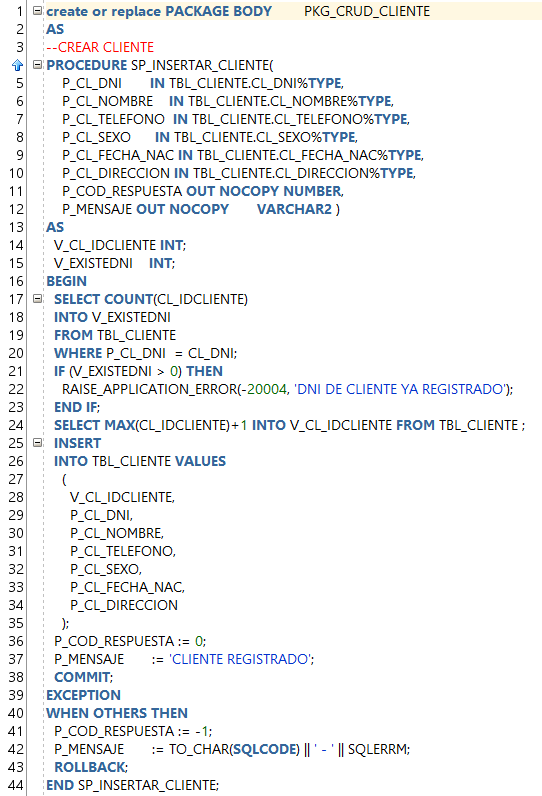 1 create or replace PACKAGE BODY PKG_CRUD_CLIENTE
2 AS
3 --CREAR CLIENTE
PROCEDURE SP_INSERTAR_CLIENTE(
5 P_CL_DNI IN TBL_CLIENTE.CL_DNI%TYPE,
6 P_CL_NOMBRE IN TBL_CLIENTE.CL_NOMBRE%TYPE,
7 P_CL_TELEFONO IN TBL_CLIENTE.CL_TELEFONO%TYPE,
8 P_CL_SEXO IN TBL_CLIENTE.CL_SEXO%TYPE,
9 P_CL_FECHA_NAC IN TBL_CLIENTE.CL_FECHA_NAC%TYPE,
10 P_CL_DIRECCION IN TBL_CLIENTE.CL_DIRECCION%TYPE,
11 P_COD_RESPUESTA OUT NOCOPY NUMBER,
12 P_MENSAJE OUT NOCOPY VARCHAR2 )
13 AS
14 V_CL_IDCLIENTE INT;
15 V_EXISTEDNI INT;
16 BEGIN
17 SELECT COUNT(CL_IDCLIENTE)
18 INTO V_EXISTEDNI
19 FROM TBL_CLIENTE
20 WHERE P_CL_DNI = CL_DNI;
21 IF (V_EXISTEDNI > 0) THEN
22 RAISE_APPLICATION_ERROR(-20004, 'DNI DE CLIENTE YA REGISTRADO');
23 END IF;
24 SELECT MAX(CL_IDCLIENTE)+1 INTO V_CL_IDCLIENTE FROM TBL_CLIENTE ;
25 INSERT
26 INTO TBL_CLIENTE VALUES
27 (
28 V_CL_IDCLIENTE,
29 P_CL_DNI,
30 P_CL_NOMBRE,
31 P_CL_TELEFONO,
32 P_CL_SEXO,
33 P_CL_FECHA_NAC,
34 P_CL_DIRECCION
35 );
36 P_COD_RESPUESTA := 0;
37 P_MENSAJE := 'CLIENTE REGISTRADO';
38 COMMIT;
39 EXCEPTION
40 WHEN OTHERS THEN
41 P_COD_RESPUESTA := -1;
42 P_MENSAJE := TO_CHAR(SQLCODE) || ' - ' || SQLERRM;
43 ROLLBACK;
44 END SP_INSERTAR_CLIENTE;